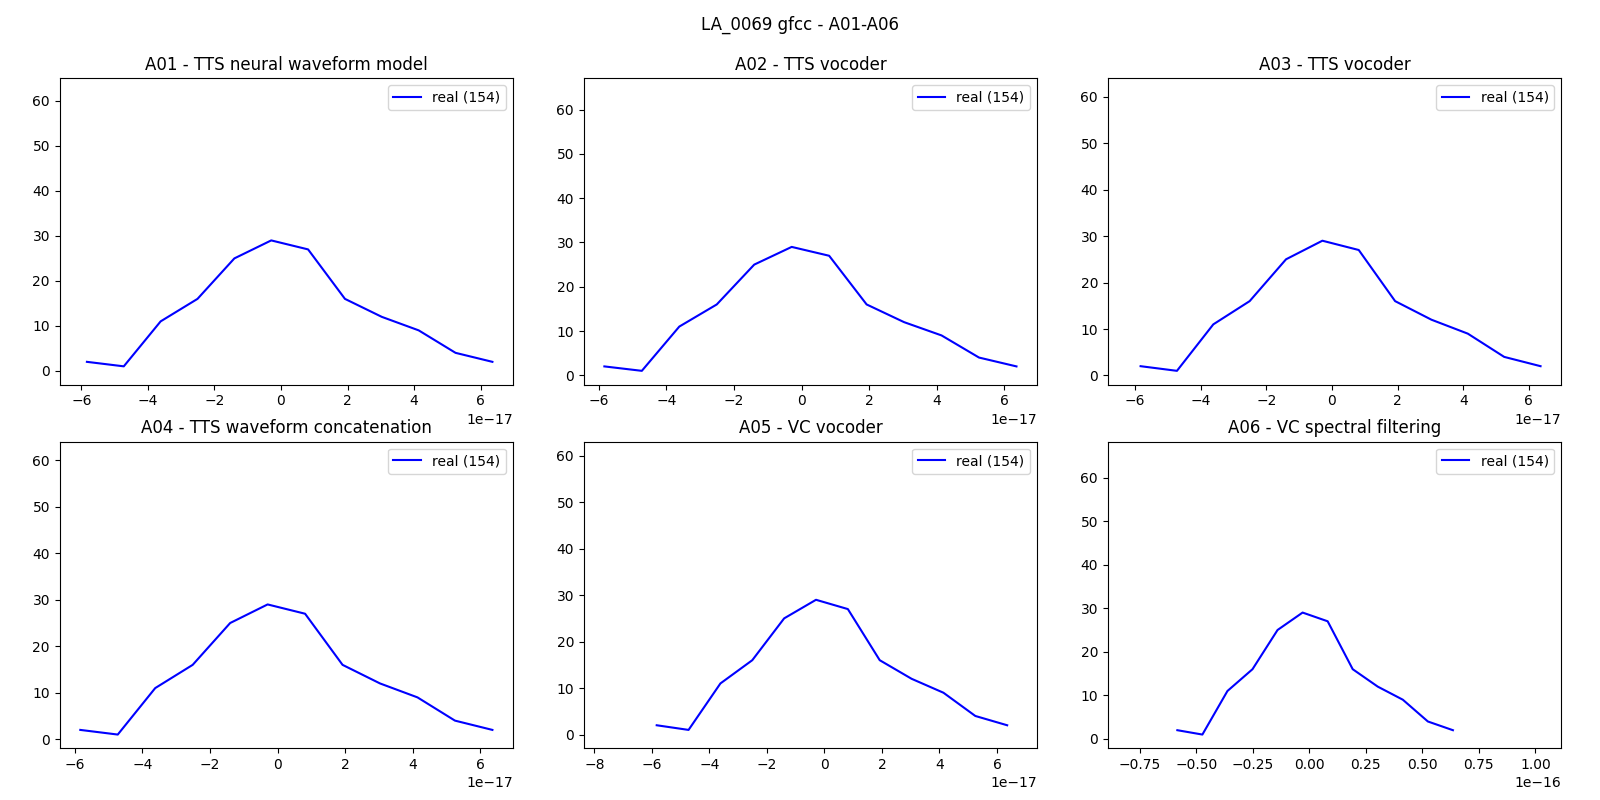 LA_0069 gfcc - A01-A06
A01 - TTS neural waveform model
real (154)
60
50
40
30
20
10
0
−6 −4 −2 0 2 4 6
1e−17
A02 - TTS vocoder
real (154)
60
50
40
30
20
10
0
−6 −4 −2 0 2 4 6
1e−17
A03 - TTS vocoder
real (154)
60
50
40
30
20
10
0
−6 −4 −2 0 2 4 6
1e−17
A04 - TTS waveform concatenation
real (154)
60
50
40
30
20
10
0
−6 −4 −2 0 2 4 6
1e−17
A05 - VC vocoder
real (154)
60
50
40
30
20
10
0
−8 −6 −4 −2 0 2 4 6
1e−17
A06 - VC spectral filtering
real (154)
60
50
40
30
20
10
0
−0.75 −0.50 −0.25 0.00 0.25 0.50 0.75 1.00
1e−16